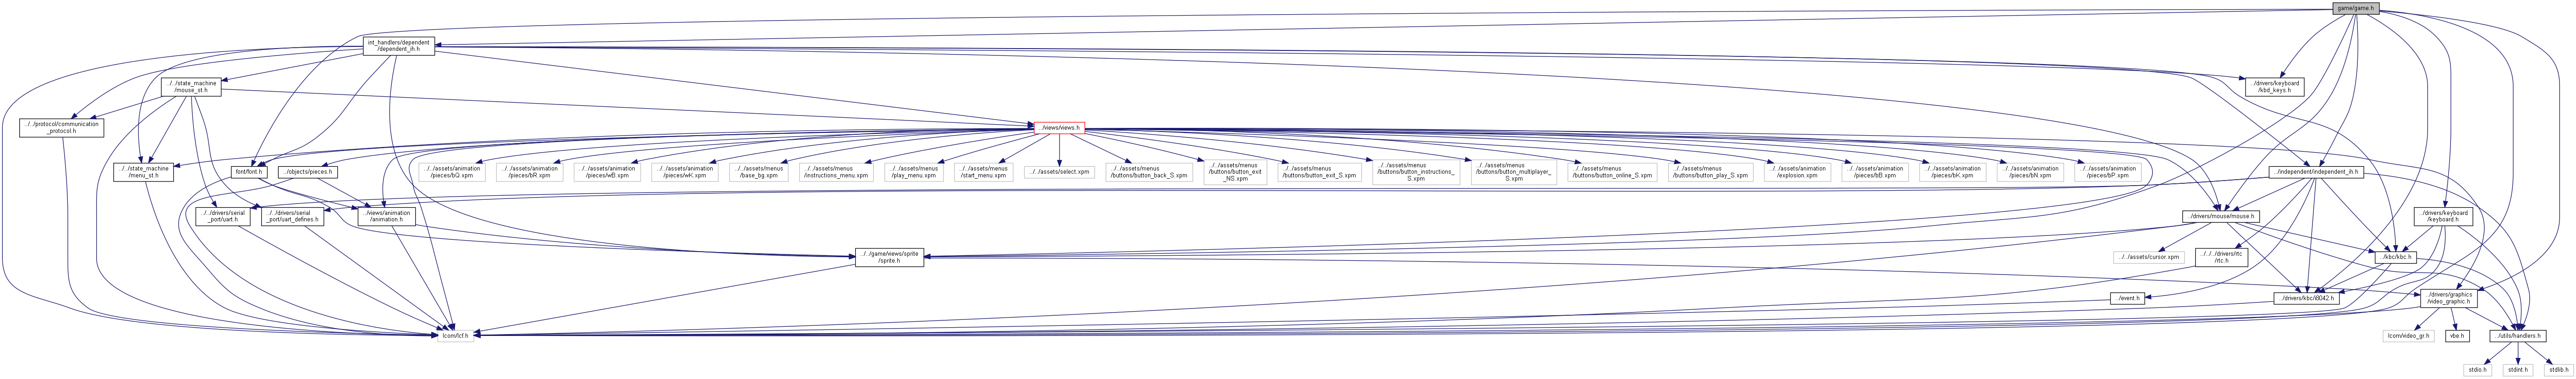 game/game.h
int_handlers/dependent
/dependent_ih.h
../../state_machine
/mouse_st.h
../drivers/keyboard
/kbd_keys.h
../../protocol/communication
_protocol.h
../views/views.h
../../state_machine
/menu_st.h
font/font.h
../objects/pieces.h
../../assets/animation
/pieces/bQ.xpm
../../assets/animation
/pieces/bR.xpm
../../assets/animation
/pieces/wB.xpm
../../assets/animation
/pieces/wK.xpm
../../assets/menus
/base_bg.xpm
../../assets/menus
/instructions_menu.xpm
../../assets/menus
/play_menu.xpm
../../assets/menus
/start_menu.xpm
../../assets/select.xpm
../../assets/menus
/buttons/button_back_S.xpm
../../assets/menus
/buttons/button_exit
_NS.xpm
../../assets/menus
/buttons/button_exit_S.xpm
../../assets/menus
/buttons/button_instructions_
S.xpm
../../assets/menus
/buttons/button_multiplayer_
S.xpm
../../assets/menus
/buttons/button_online_S.xpm
../../assets/menus
/buttons/button_play_S.xpm
../../assets/animation
/explosion.xpm
../../assets/animation
/pieces/bB.xpm
../../assets/animation
/pieces/bK.xpm
../../assets/animation
/pieces/bN.xpm
../../assets/animation
/pieces/bP.xpm
../independent/independent_ih.h
../../drivers/serial
_port/uart.h
../../drivers/serial
_port/uart_defines.h
../views/animation
/animation.h
../drivers/mouse/mouse.h
../drivers/keyboard
/keyboard.h
../../game/views/sprite
/sprite.h
../../assets/cursor.xpm
../../../drivers/rtc
/rtc.h
../kbc/kbc.h
../event.h
../drivers/kbc/i8042.h
../drivers/graphics
/video_graphic.h
lcom/lcf.h
lcom/video_gr.h
vbe.h
../utils/handlers.h
stdio.h
stdint.h
stdlib.h